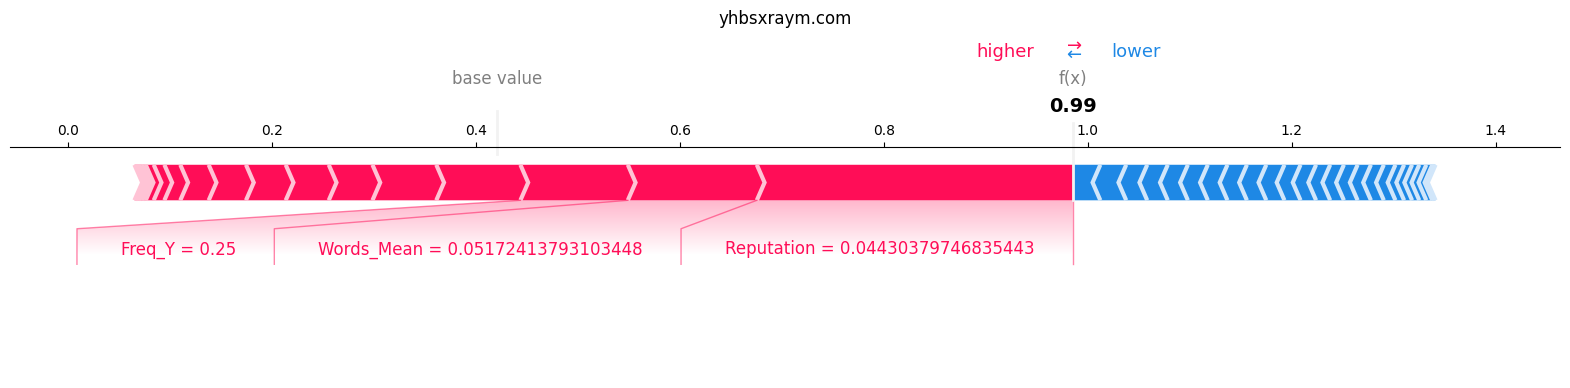 yhbsxraym.com
higher → ← lower
base value f(x)
0.99
0.0 0.2 0.4 0.6 0.8 1.0 1.2 1.4
Freq_Y = 0.25 Words_Mean = 0.05172413793103448 Reputation = 0.04430379746835443